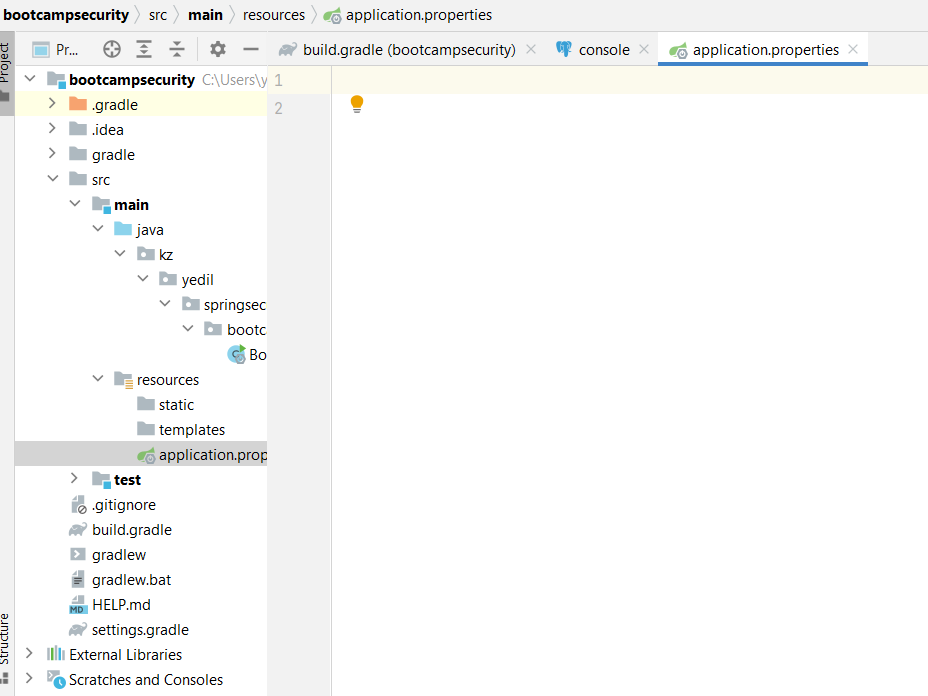 bootcampsecurity src main resources application.properties
Project
Pr...
build.gradle (bootcampsecurity) console application.properties
bootcampsecurity C:\Users\y
.gradle
.idea
gradle
src
main
java
kz
yedil
springsec
bootc
Bo
resources
static
templates
application.prop
test
.gitignore
build.gradle
gradlew
gradlew.bat
HELP.md
settings.gradle
External Libraries
Scratches and Consoles
Structure
1
2